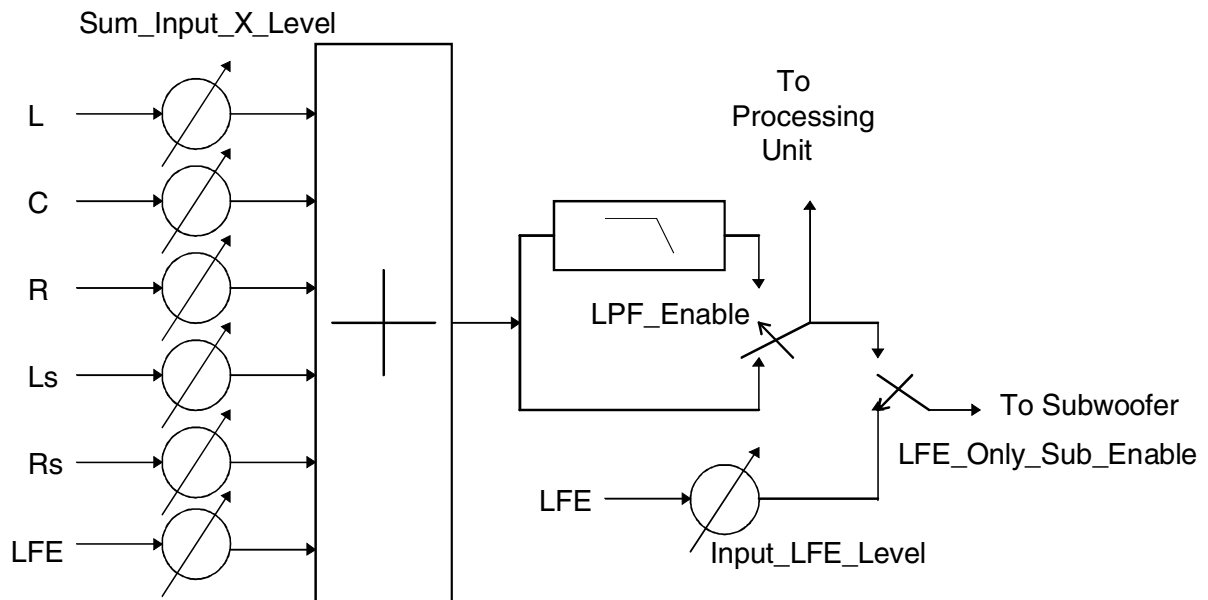 Sum_Input_X_Level
L
C
R
Ls
Rs
LFE
To
Processing
Unit
LPF_Enable
To Subwoofer
LFE_Only_Sub_Enable
LFE
Input_LFE_Level